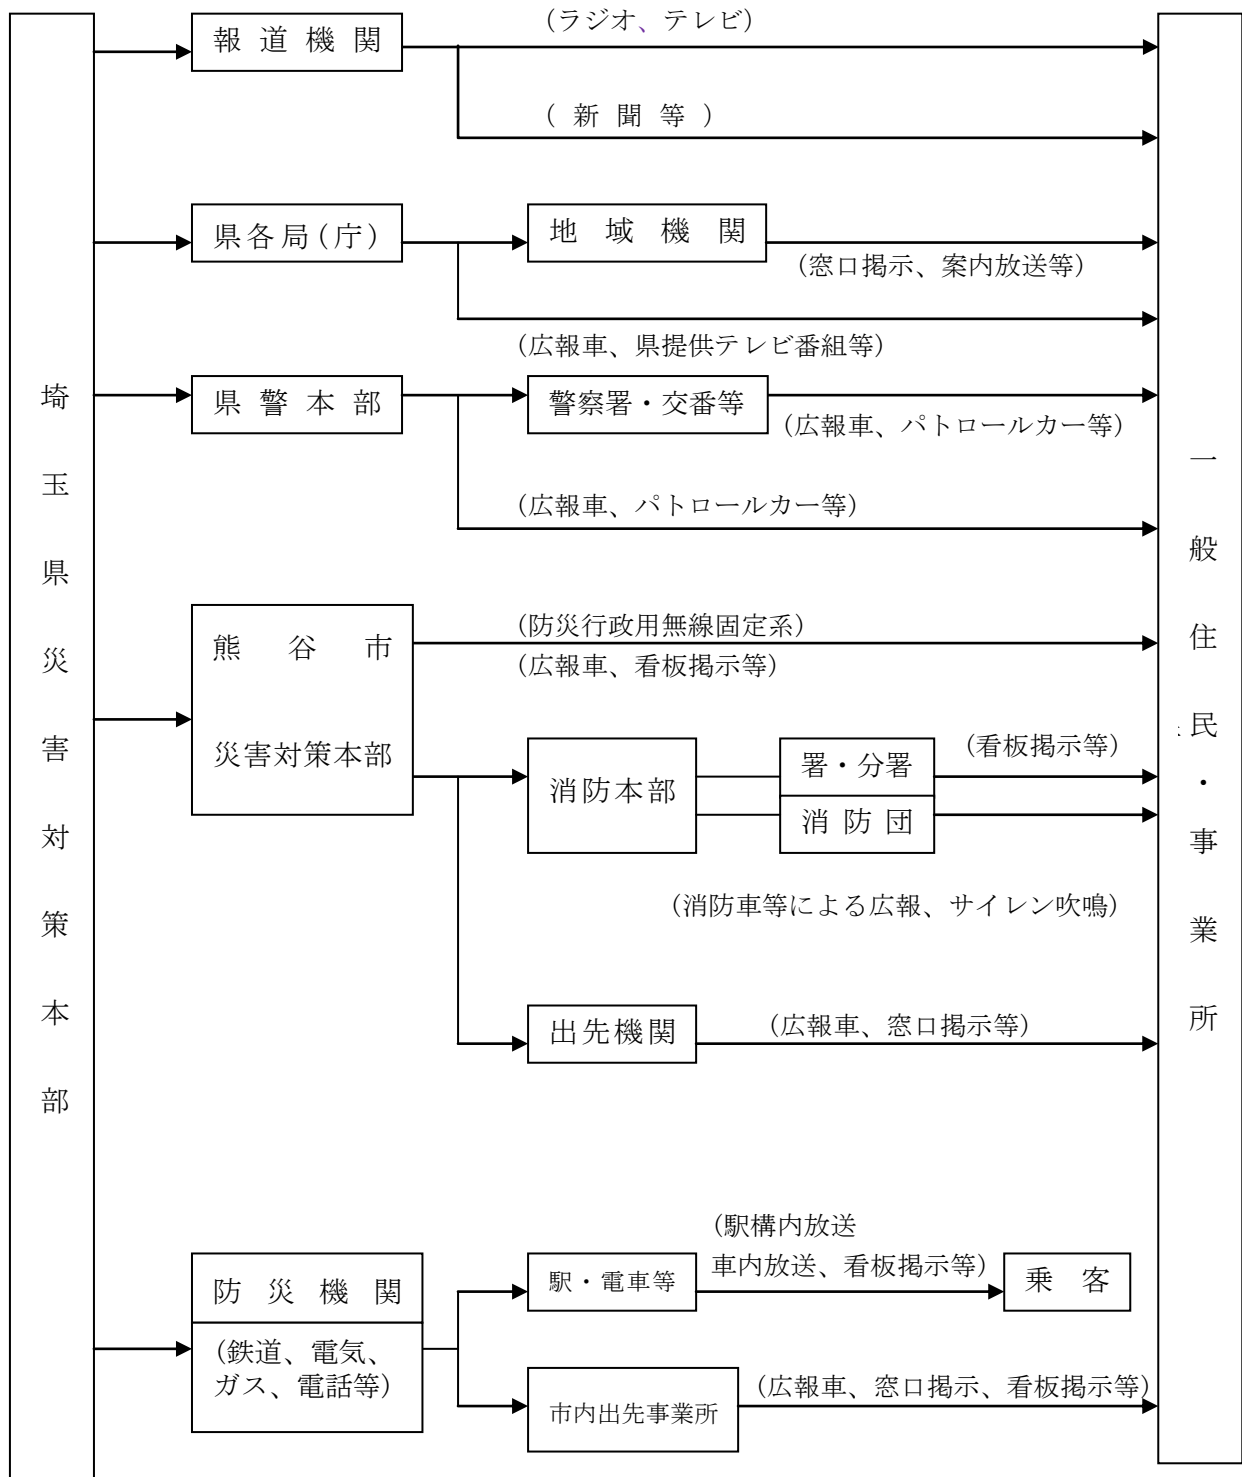 埼玉県災害対策本部
報道機関
(ラジオ、テレビ)
(新聞等)
県各局(庁)
地域機関
(窓口掲示、案内放送等)
(広報車、県提供テレビ番組等)
県警本部
警察署・交番等
(広報車、パトロールカー等)
(広報車、パトロールカー等)
熊谷市
災害対策本部
(防災行政用無線固定系)
(広報車、看板掲示等)
消防本部
署・分署
消防団
(看板掲示等)
(消防車等による広報、サイレン吹鳴)
出先機関
(広報車、窓口掲示等)
防災機関
(鉄道、電気、
ガス、電話等)
駅・電車等
(駅構内放送
車内放送、看板掲示等)
乗客
市内出先事業所
(広報車、窓口掲示、看板掲示等)
一般住民・事業所